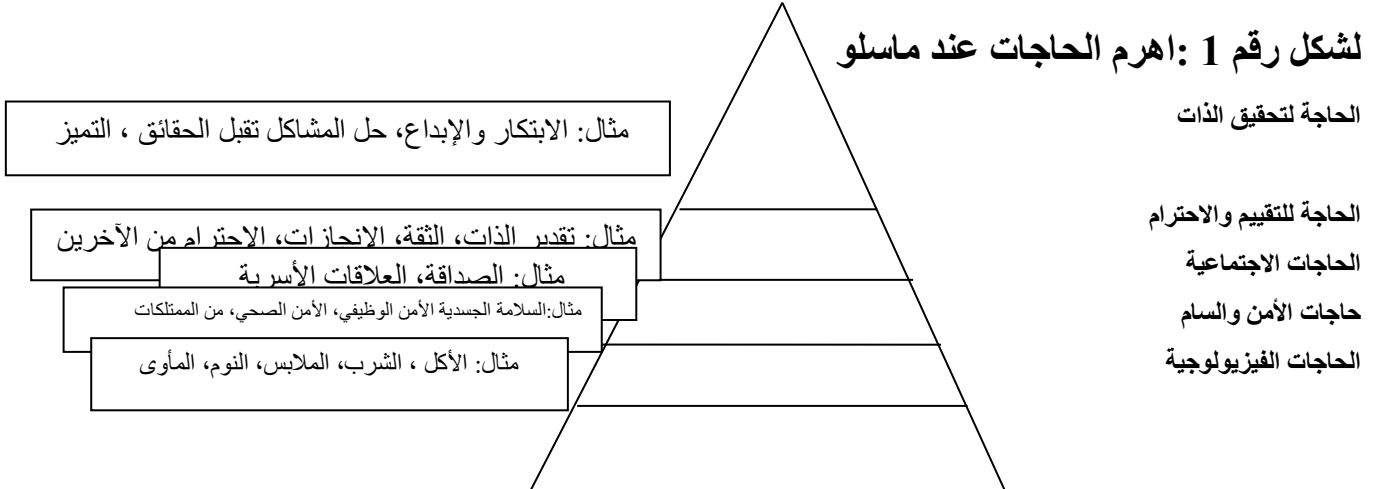 لشكل رقم 1 :اهرم الحاجات عند ماسلو
الحاجة لتحقيق الذات
مثال: الابتكار والإبداع، حل المشاكل تقبل الحقائق ، التميز
الحاجة للتقييم والاحترام
مثال: تقدير الذات، الثقة، الانجازات، الاحترام من الآخرين
الحاجات الاجتماعية
مثال: الصداقة، العلاقات الأسرية
حاجات الأمن والسام
مثال:السلامة الجسدية الأمن الوظيفي، الأمن الصحي، من الممتلكات
الحاجات الفيزيولوجية
مثال: الأكل ، الشرب، الملابس، النوم، المأوى